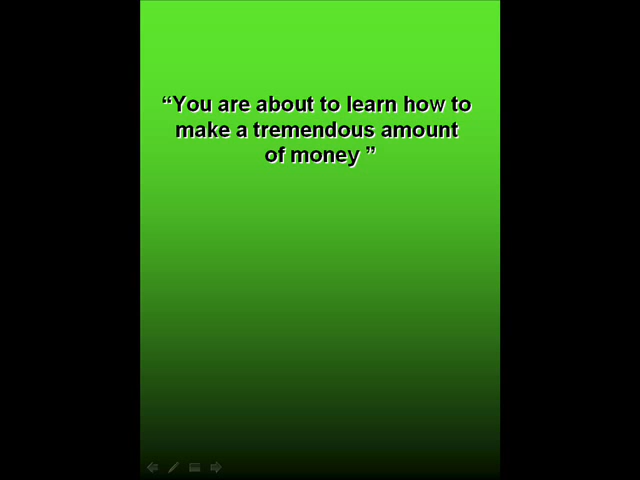 “You are about to learn how to
make a tremendous amount
of money ”